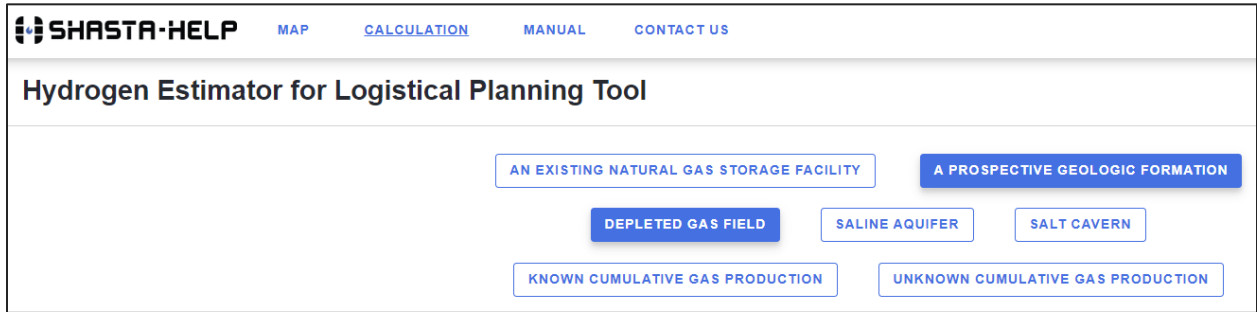 SHASTA-HELP MAP CALCULATION MANUAL CONTACT US
Hydrogen Estimator for Logistical Planning Tool
AN EXISTING NATURAL GAS STORAGE FACILITY A PROSPECTIVE GEOLOGIC FORMATION
DEPLETED GAS FIELD SALINE AQUIFER SALT CAVERN
KNOWN CUMULATIVE GAS PRODUCTION UNKNOWN CUMULATIVE GAS PRODUCTION